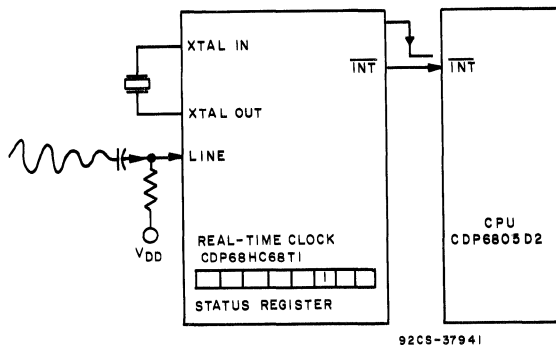 XTAL IN
INT
INT
XTAL OUT
LINE
VDD
CPU
CDP6805D2
REAL-TIME CLOCK
CDP68HC68T1
1
STATUS REGISTER
92CS-37941